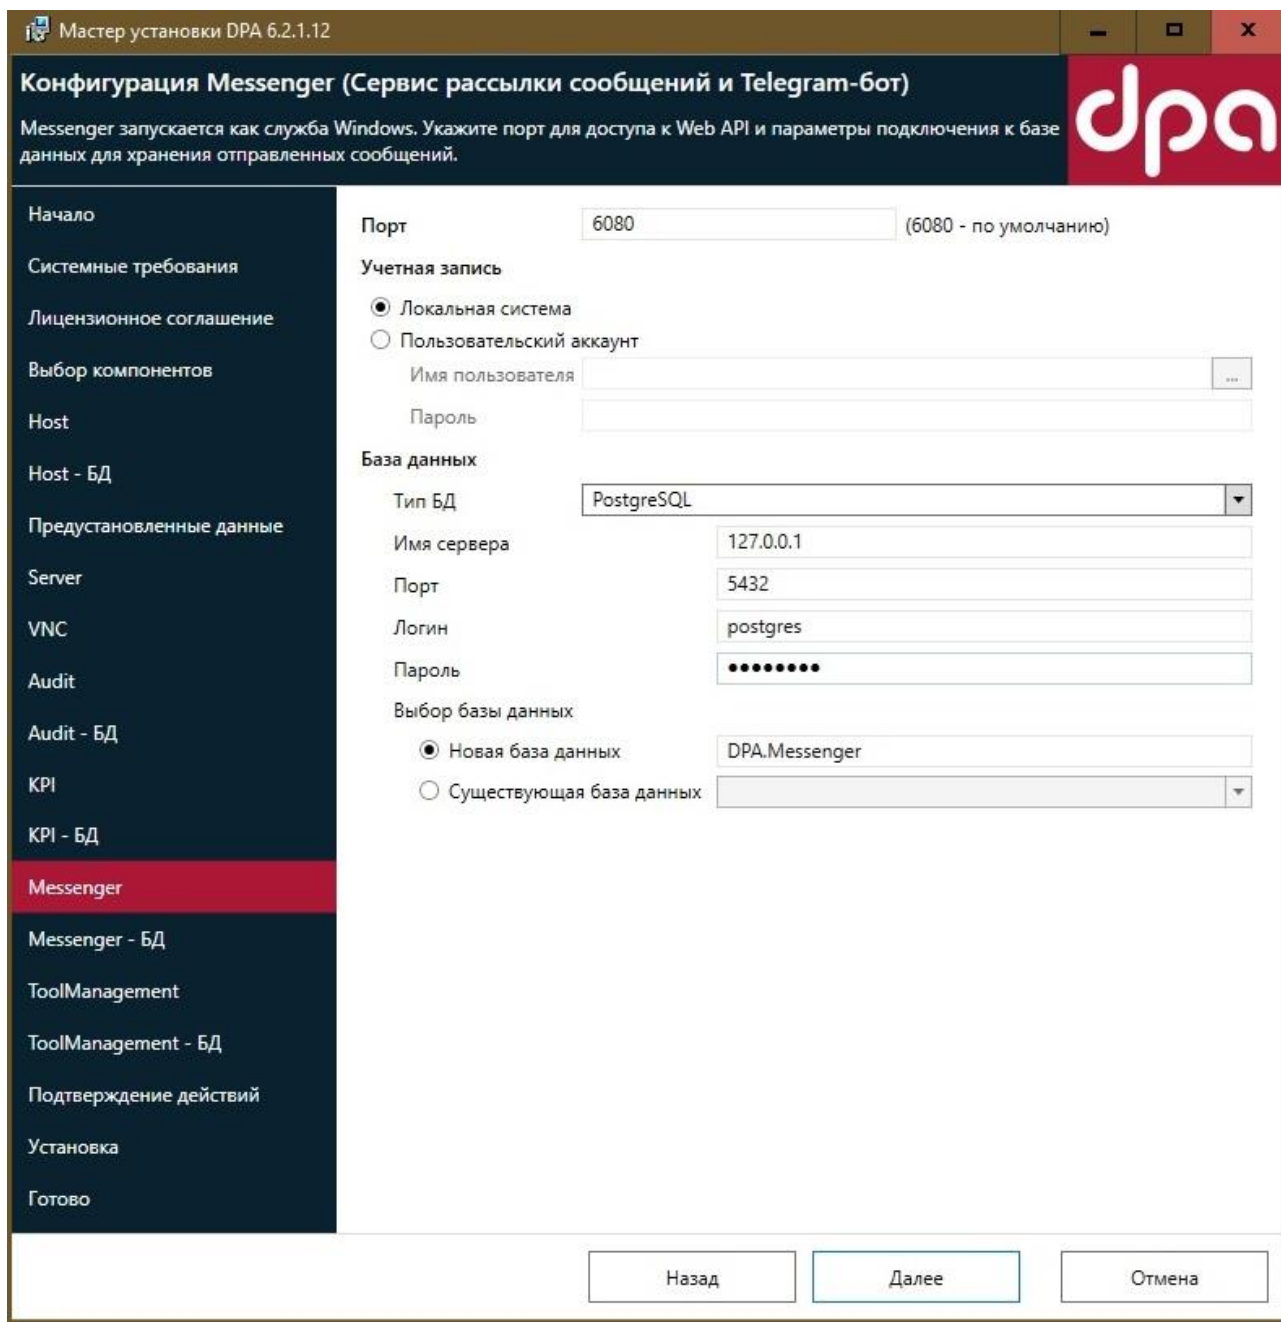 Мастер установки DPA 6.2.1.12
Конфигурация Messenger (Сервис рассылки сообщений и Telegram-бот)
Messenger запускается как служба Windows. Укажите порт для доступа к Web API и параметры подключения к базе
данных для хранения отправленных сообщений.
dpa
Начало
Системные требования
Лицензионное соглашение
Выбор компонентов
Host
Host - БД
Предустановленные данные
Server
VNC
Audit
Audit - БД
KPI
KPI - БД
Messenger
Messenger - БД
ToolManagement
ToolManagement - БД
Подтверждение действий
Установка
Готово
Порт 6080 (6080 - по умолчанию)
Учетная запись
Локальная система
Пользовательский аккаунт
Имя пользователя ...
Пароль
База данных
Тип БД PostgreSQL
Имя сервера 127.0.0.1
Порт 5432
Логин postgres
Пароль ••••••••
Выбор базы данных
Новая база данных DPA.Messenger
Существующая база данных
Назад Далее Отмена